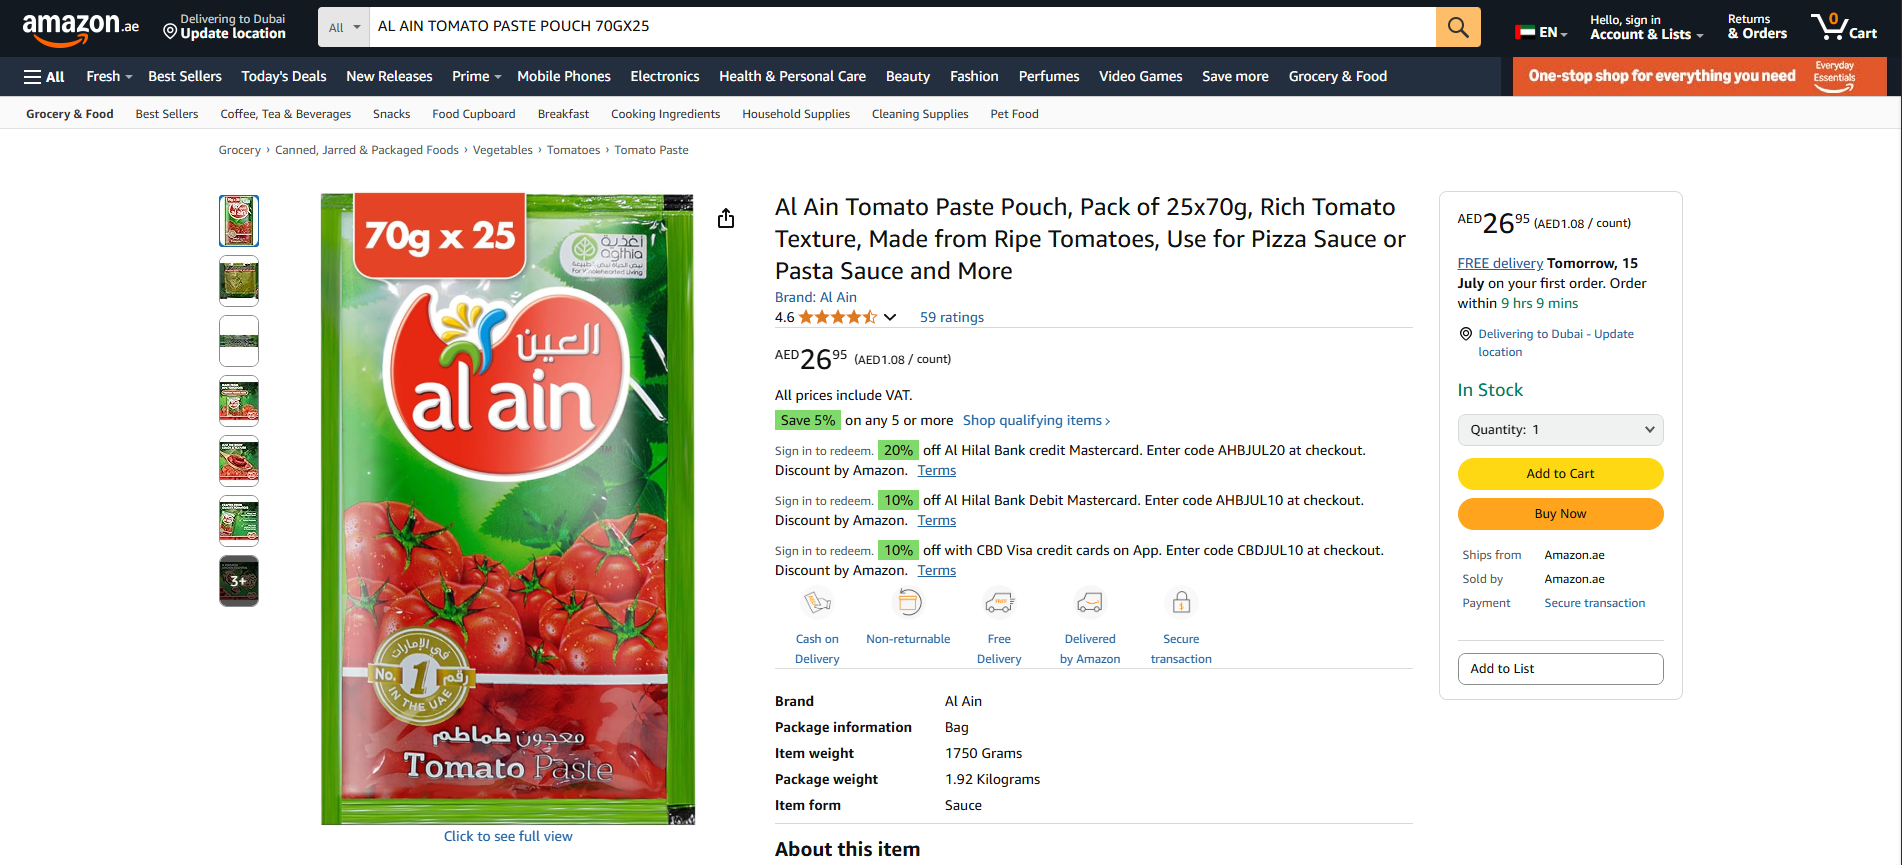 amazon.ae
Delivering to Dubai
Update location
All
AL AIN TOMATO PASTE POUCH 70GX25
EN
Hello, sign in
Account & Lists
Returns
& Orders
0
Cart
All
Fresh
Best Sellers
Today's Deals
New Releases
Prime
Mobile Phones
Electronics
Health & Personal Care
Beauty
Fashion
Perfumes
Video Games
Save more
Grocery & Food
One-stop shop for everything you need
Everyday
Essentials
Grocery & Food
Best Sellers
Coffee, Tea & Beverages
Snacks
Food Cupboard
Breakfast
Cooking Ingredients
Household Supplies
Cleaning Supplies
Pet Food
Grocery › Canned, Jarred & Packaged Foods › Vegetables › Tomatoes › Tomato Paste
3+
70g x 25
اغذية
agthia
For Wholehearted Living
العين
al ain
في الإمارات
No. 1 رقم
IN THE UAE
معجون طماطم
Tomato Paste
Click to see full view
Al Ain Tomato Paste Pouch, Pack of 25x70g, Rich Tomato
Texture, Made from Ripe Tomatoes, Use for Pizza Sauce or
Pasta Sauce and More
Brand: Al Ain
4.6
59 ratings
AED26.95 (AED1.08 / count)
All prices include VAT.
Save 5% on any 5 or more Shop qualifying items ›
Sign in to redeem. 20% off Al Hilal Bank credit Mastercard. Enter code AHBJUL20 at checkout.
Discount by Amazon. Terms
Sign in to redeem. 10% off Al Hilal Bank Debit Mastercard. Enter code AHBJUL10 at checkout.
Discount by Amazon. Terms
Sign in to redeem. 10% off with CBD Visa credit cards on App. Enter code CBDJUL10 at checkout.
Discount by Amazon. Terms
Cash on
Delivery
Non-returnable
Free
Delivery
Delivered
by Amazon
Secure
transaction
Brand Al Ain
Package information Bag
Item weight 1750 Grams
Package weight 1.92 Kilograms
Item form Sauce
About this item
AED26.95 (AED1.08 / count)
FREE delivery Tomorrow, 15
July on your first order. Order
within 9 hrs 9 mins
Delivering to Dubai - Update
location
In Stock
Quantity: 1
Add to Cart
Buy Now
Ships from Amazon.ae
Sold by Amazon.ae
Payment Secure transaction
Add to List